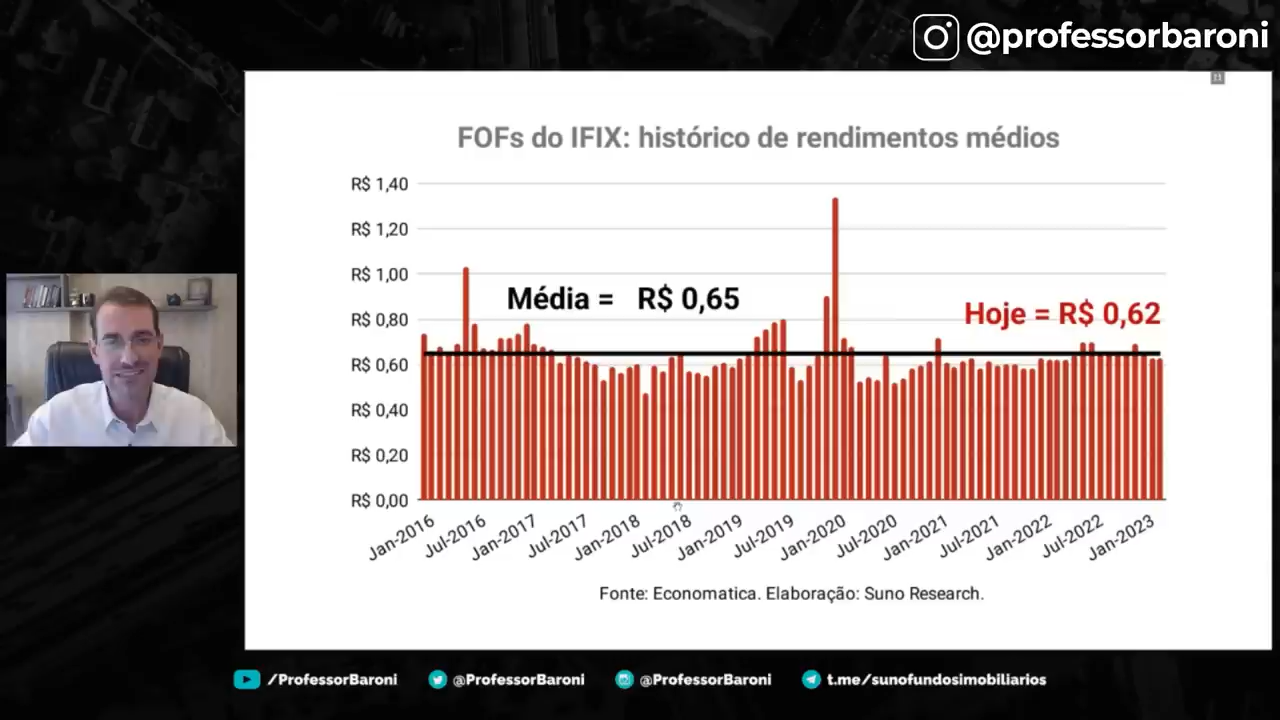 @professorbaroni
FOFs do IFIX: histórico de rendimentos médios
R$ 1,40
R$ 1,20
R$ 1,00
R$ 0,80
R$ 0,60
R$ 0,40
R$ 0,20
R$ 0,00
Média = R$ 0,65
Hoje = R$ 0,62
Jan-2016
Jul-2016
Jan-2017
Jul-2017
Jan-2018
Jul-2018
Jan-2019
Jul-2019
Jan-2020
Jul-2020
Jan-2021
Jul-2021
Jan-2022
Jul-2022
Jan-2023
Fonte: Economatica. Elaboração: Suno Research.
/ProfessorBaroni @ProfessorBaroni @ProfessorBaroni t.me/sunofundosimobiliarios